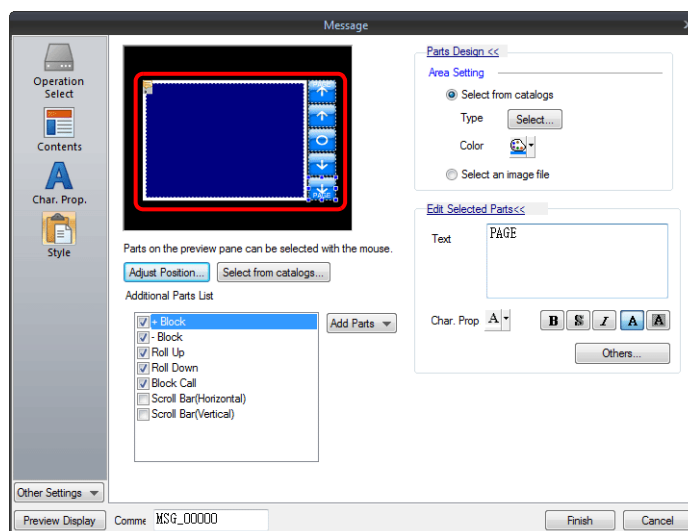 Message
Operation
Select
Contents
Char. Prop.
Style
Other Settings
PAGE
Parts on the preview pane can be selected with the mouse.
Adjust Position...
Select from catalogs...
Additional Parts List
+ Block
- Block
Roll Up
Roll Down
Block Call
Scroll Bar(Horizontal)
Scroll Bar(Vertical)
Add Parts
Parts Design <<
Area Setting
Select from catalogs
Type Select...
Color
Select an image file
Edit Selected Parts<<
Text PAGE
Char. Prop A B S I A A
Others...
Preview Display Comme MSG_00000 Finish Cancel